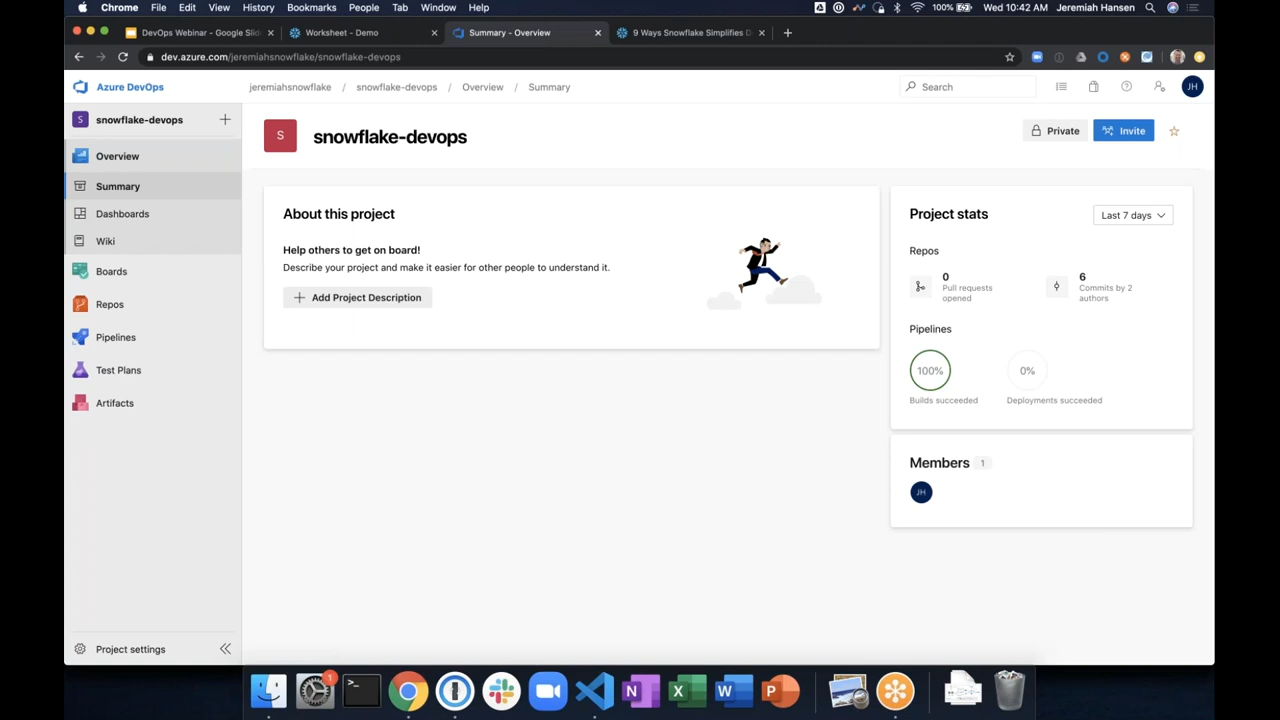 Chrome File Edit View History Bookmarks People Tab Window Help
100% Wed 10:42 AM Jeremiah Hansen
DevOps Webinar - Google Slid
Worksheet - Demo
Summary - Overview
9 Ways Snowflake Simplifies D
dev.azure.com/jeremiahsnowflake/snowflake-devops
Azure DevOps
jeremiahsnowflake / snowflake-devops / Overview / Summary
Search
JH
S snowflake-devops
Overview
Summary
Dashboards
Wiki
Boards
Repos
Pipelines
Test Plans
Artifacts
Project settings
S
snowflake-devops
Private
Invite
About this project
Help others to get on board!
Describe your project and make it easier for other people to understand it.
Add Project Description
Project stats
Last 7 days
Repos
0
Pull requests
opened
6
Commits by 2
authors
Pipelines
100%
Builds succeeded
0%
Deployments succeeded
Members 1
JH
1
N X W P